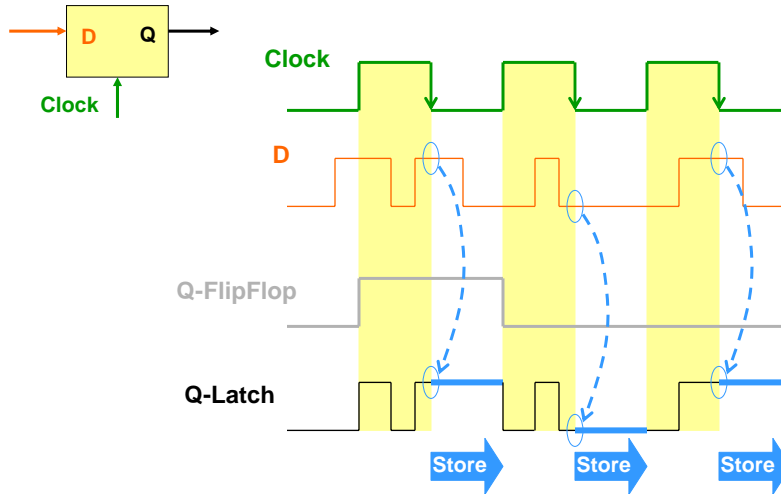 D Q
Clock
Clock
D
Q-FlipFlop
Q-Latch
Store Store Store